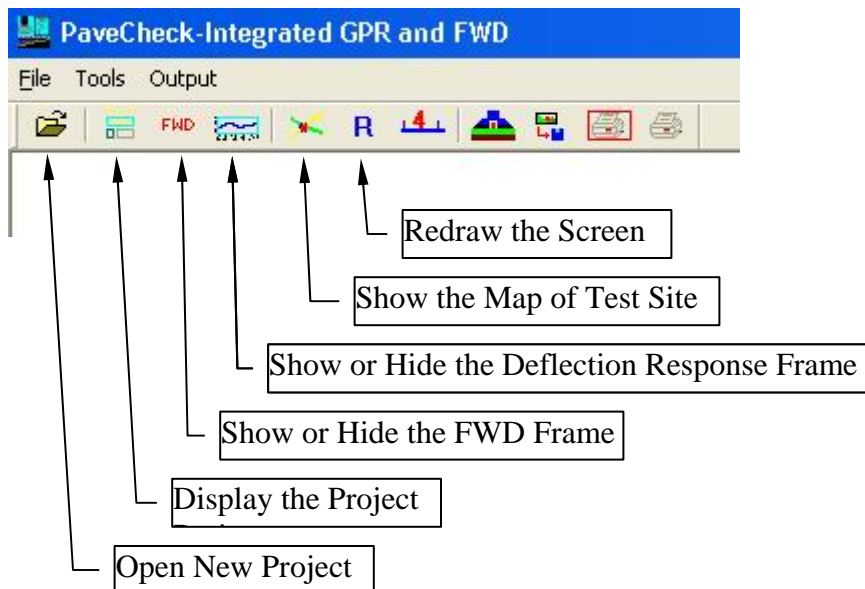 PaveCheck-Integrated GPR and FWD
File Tools Output
FWD R 4
Redraw the Screen
Show the Map of Test Site
Show or Hide the Deflection Response Frame
Show or Hide the FWD Frame
Display the Project
Open New Project